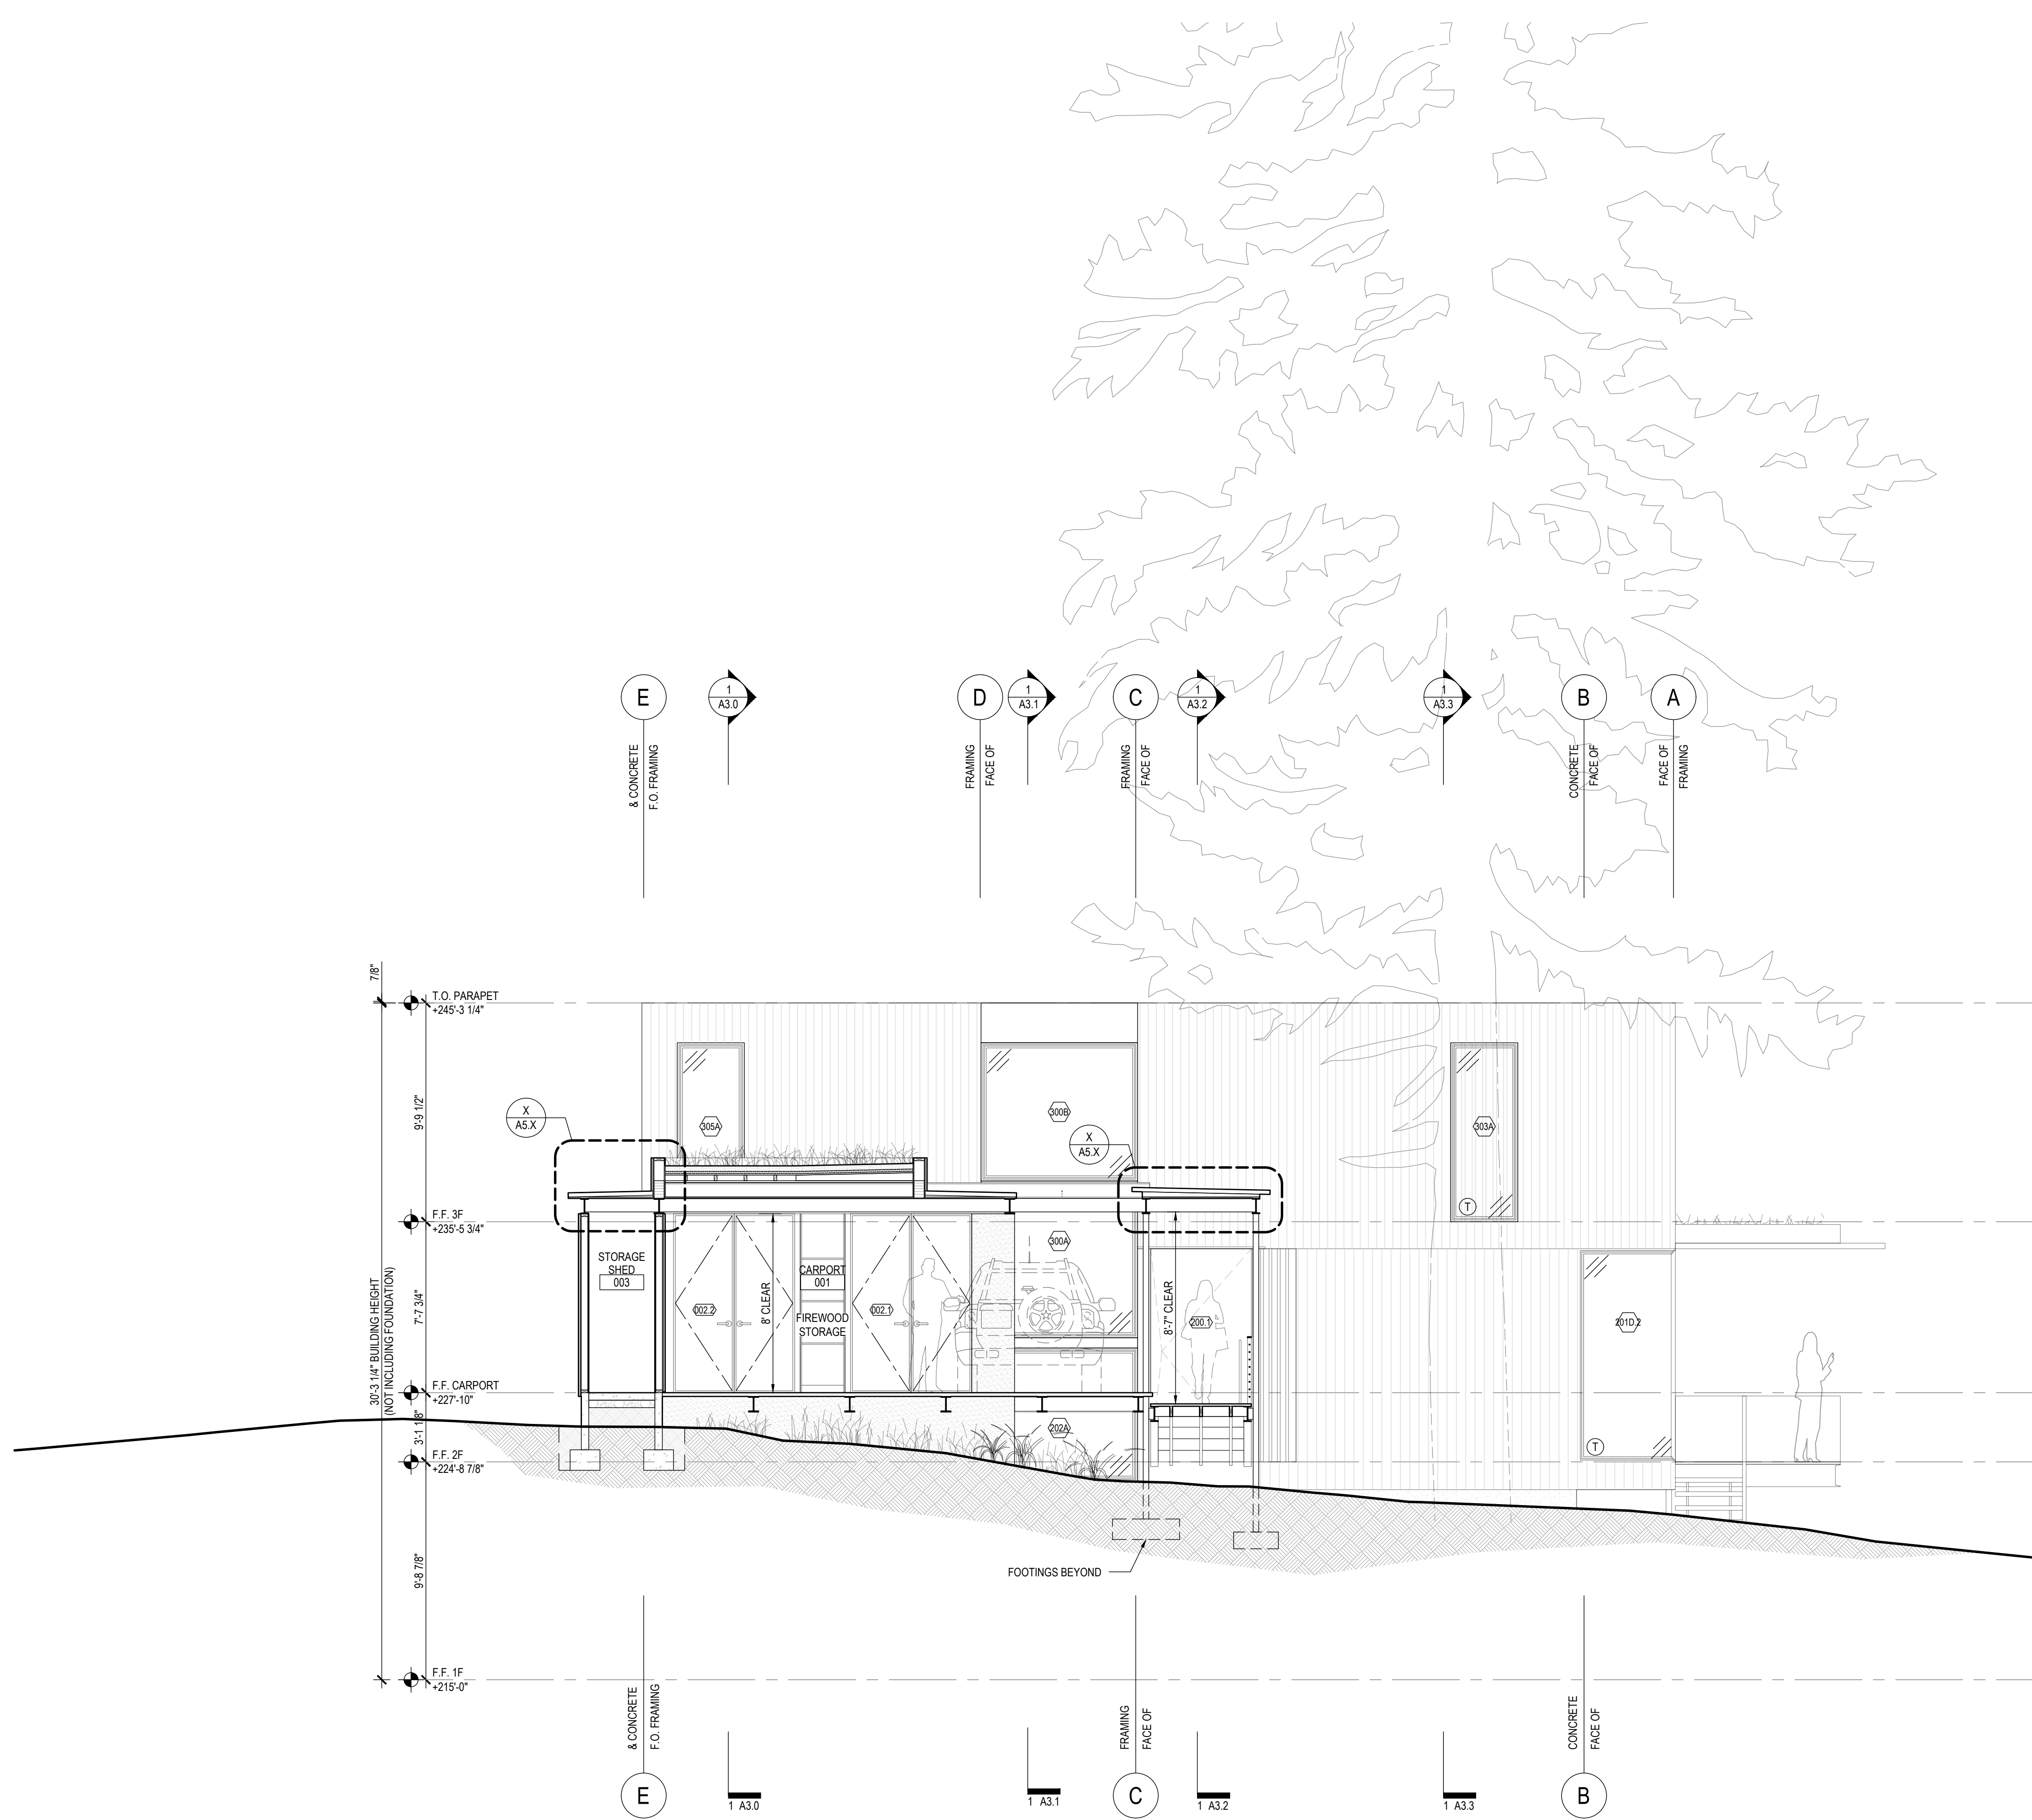 E
1
A3.0
D
1
A3.1
C
1
A3.2
1
A3.3
B
A
& CONCRETE
F.O. FRAMING
FRAMING
FACE OF
FRAMING
FACE OF
CONCRETE
FACE OF
FACE OF
FRAMING
7/8"
T.O. PARAPET
+245'-3 1/4"
9'-9 1/2"
X
A5.X
305A
300B
303A
X
A5.X
T
F.F. 3F
+235'-5 3/4"
STORAGE
SHED
003
CARPORT
001
FIREWOOD
STORAGE
002.2
8' CLEAR
002.1
300A
8'-7" CLEAR
200.1
201D.2
7'-7 3/4"
30'-3 1/4" BUILDING HEIGHT
(NOT INCLUDING FOUNDATION)
F.F. CARPORT
+227'-10"
3'-1 1/8"
202A
T
F.F. 2F
+224'-8 7/8"
9'-8 7/8"
FOOTINGS BEYOND
F.F. 1F
+215'-0"
& CONCRETE
F.O. FRAMING
FRAMING
FACE OF
CONCRETE
FACE OF
E
1 A3.0
1 A3.1
C
1 A3.2
1 A3.3
B